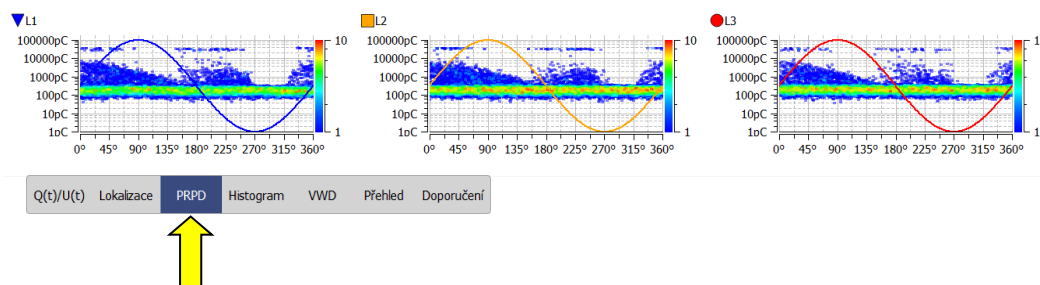 L1
L2
L3
100000pC
10000pC
1000pC
100pC
10pC
1pC
10
1
0° 45° 90° 135° 180° 225° 270° 315° 360°
100000pC
10000pC
1000pC
100pC
10pC
1pC
10
1
0° 45° 90° 135° 180° 225° 270° 315° 360°
100000pC
10000pC
1000pC
100pC
10pC
1pC
1
1
0° 45° 90° 135° 180° 225° 270° 315° 360°
Q(t)/U(t) Lokalizace PRPD Histogram VWD Přehled Doporučení